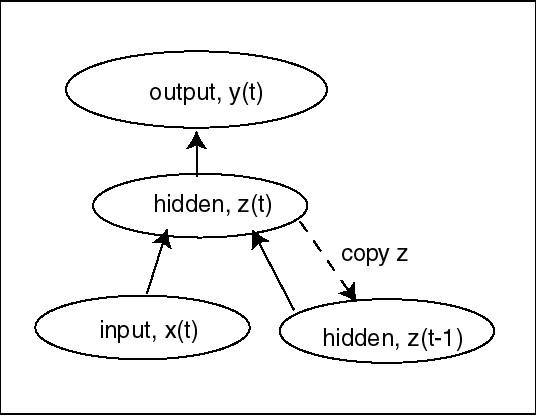 output, y(t)
hidden, z(t)
copy z
input, x(t)
hidden, z(t-1)